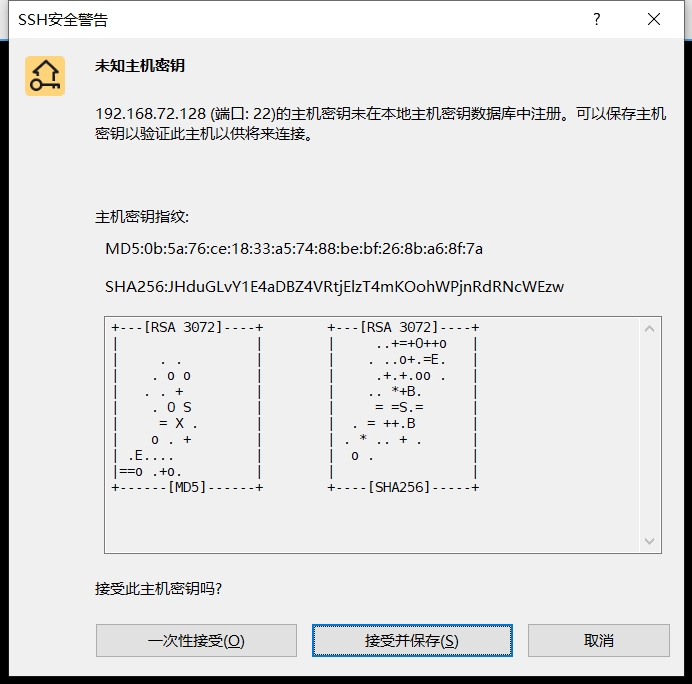 SSH安全警告
未知主机密钥
192.168.72.128 (端口: 22)的主机密钥未在本地主机密钥数据库中注册。可以保存主机
密钥以验证此主机以供将来连接。
主机密钥指纹:
MD5:0b:5a:76:ce:18:33:a5:74:88:be:bf:26:8b:a6:8f:7a
SHA256:JHduGLvY1E4aDBZ4VRtjElzT4mKOohWPjnRdRNcWEzw
+---[RSA 3072]----+        +---[RSA 3072]----+
|                 |        |     ..+=+O++o   |
|     . .         |        |    . ..o+.=E.   |
|    . o o        |        |     .+.+.oo .   |
|   . . +         |        |    .. *+B.      |
|    . O S        |        |     = =S.=      |
|     = X .       |        |  . = ++.B       |
|    o . +        |        | . * .. + .      |
| .E....          |        |  o .            |
|==o .+o.         |        |                 |
+------[MD5]------+        +----[SHA256]-----+
接受此主机密钥吗?
一次性接受(O)
接受并保存(S)
取消